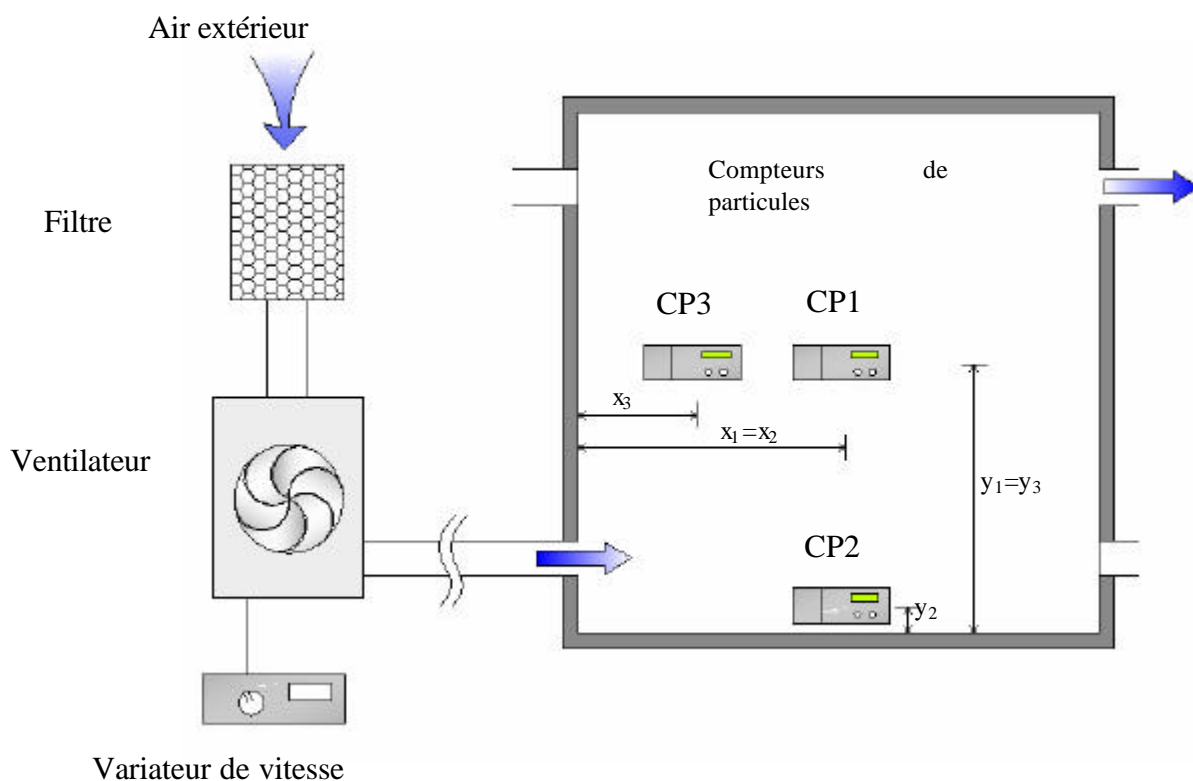 Air extérieur
Filtre
Compteurs de
particules
CP3
CP1
x3
x1=x2
Ventilateur
y1=y3
CP2
y2
Variateur de vitesse